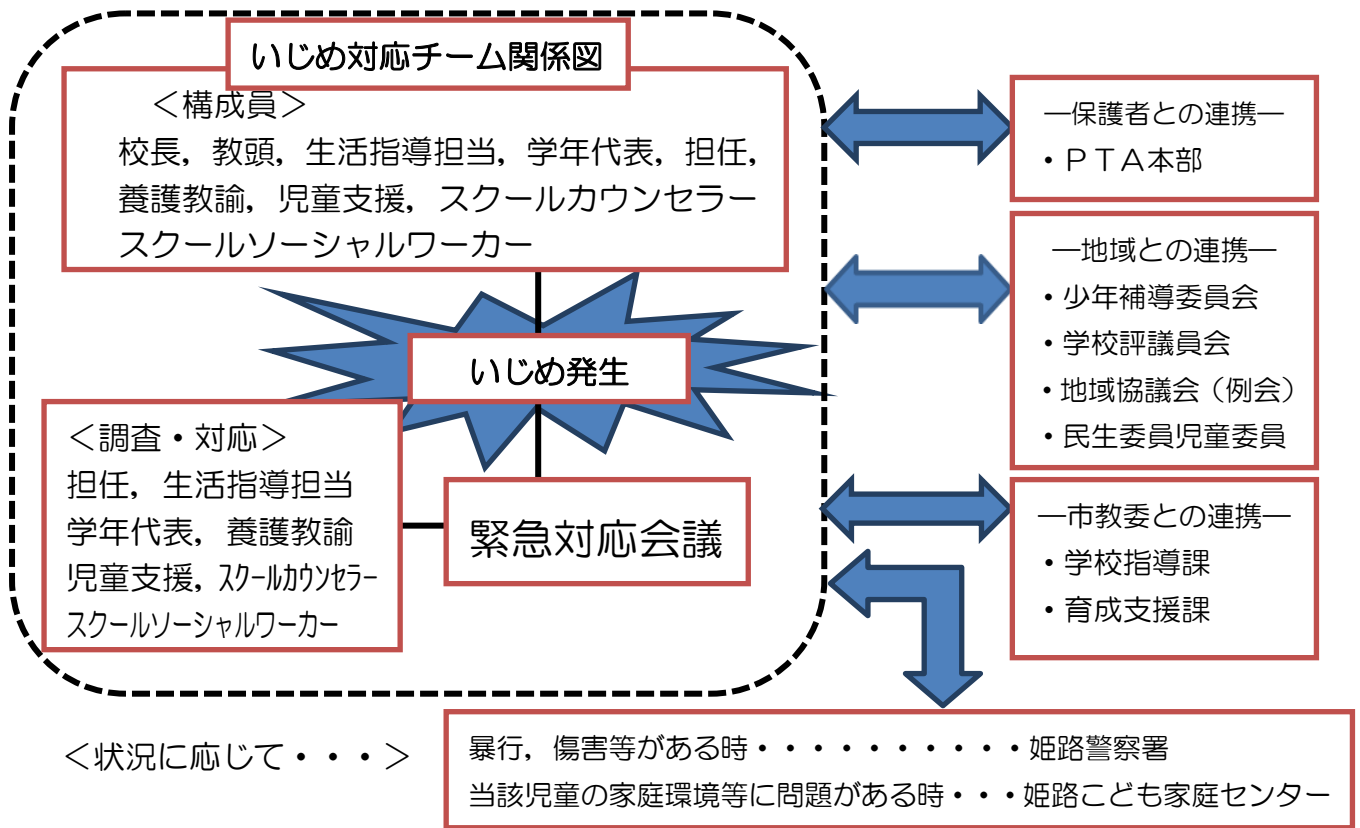 いじめ対応チーム関係図
＜構成員＞
校長，教頭，生活指導担当，学年代表，担任，
養護教諭，児童支援，スクールカウンセラー
スクールソーシャルワーカー
いじめ発生
＜調査・対応＞
担任，生活指導担当
学年代表，養護教諭
児童支援，スクールカウンセラー
スクールソーシャルワーカー
緊急対応会議
―保護者との連携―
・ＰＴＡ本部
―地域との連携―
・少年補導委員会
・学校評議員会
・地域協議会（例会）
・民生委員児童委員
―市教委との連携―
・学校指導課
・育成支援課
＜状況に応じて・・・＞
暴行，傷害等がある時・・・・・・・・・・姫路警察署
当該児童の家庭環境等に問題がある時・・・姫路こども家庭センター